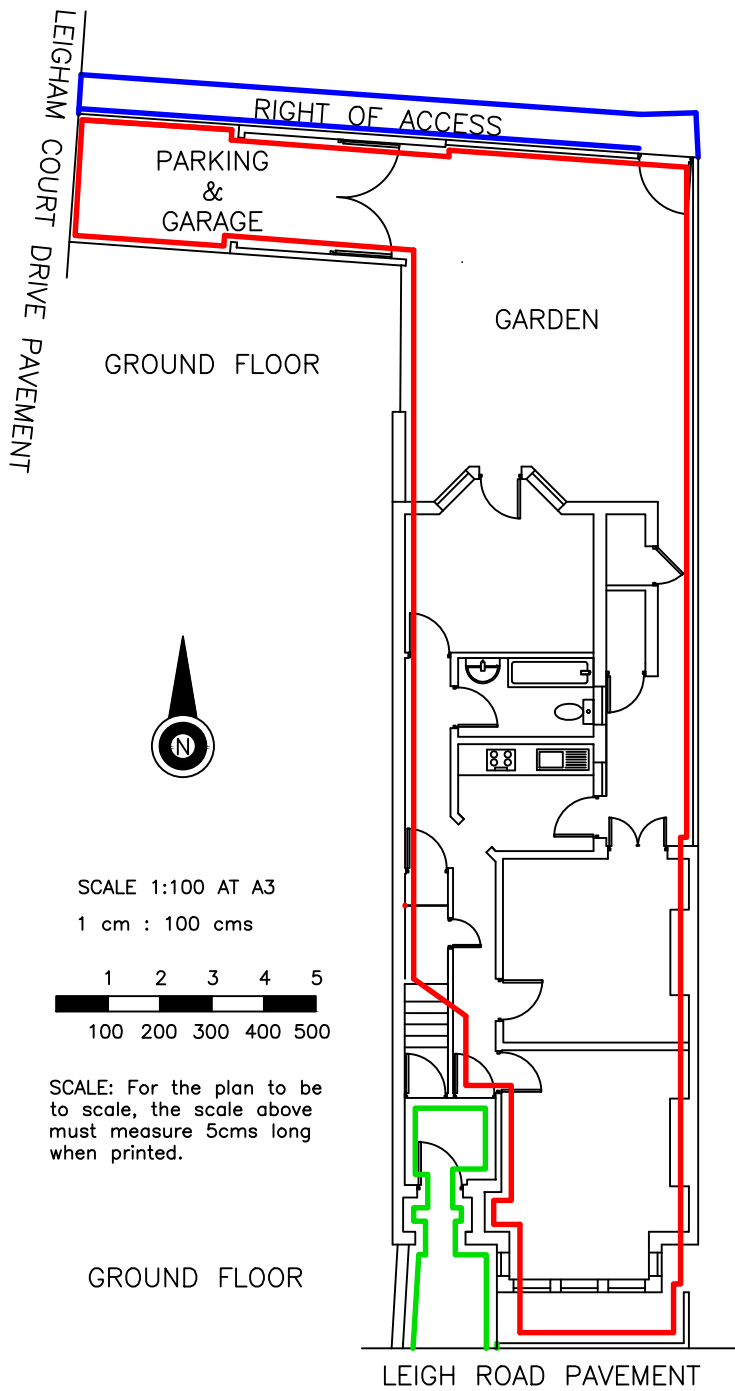 LEIGHAM COURT DRIVE PAVEMENT
RIGHT OF ACCESS
PARKING
&
GARAGE
GARDEN
GROUND FLOOR
N
SCALE 1:100 AT A3
1 cm : 100 cms
1 2 3 4 5
100 200 300 400 500
SCALE: For the plan to be
to scale, the scale above
must measure 5cms long
when printed.
GROUND FLOOR
LEIGH ROAD PAVEMENT